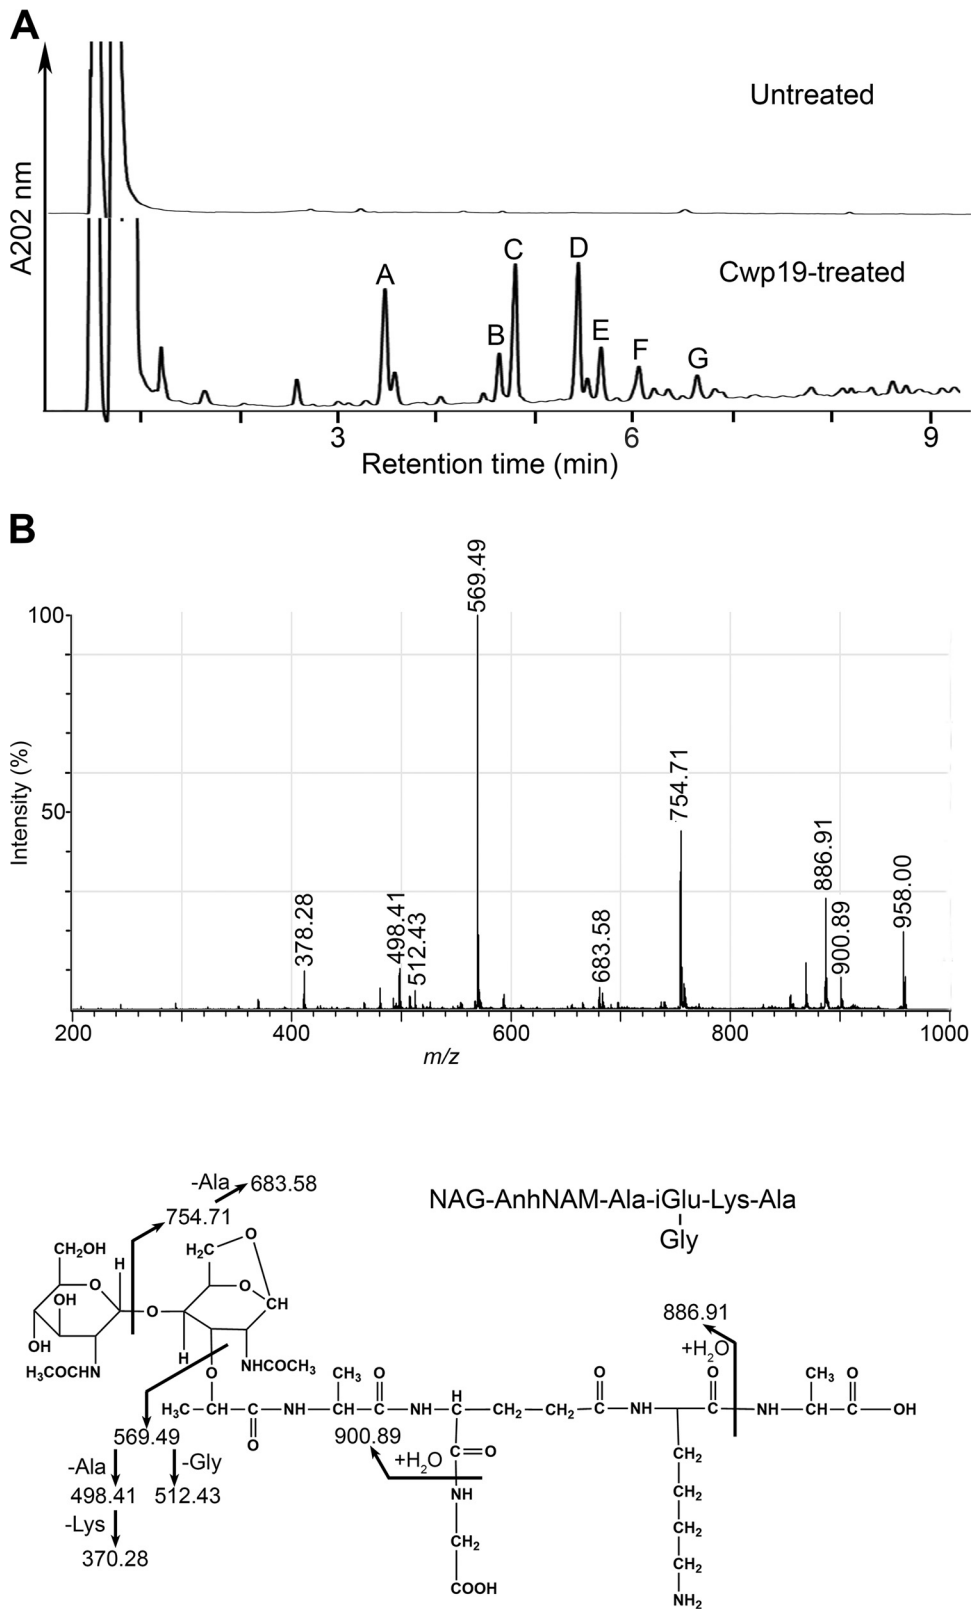 A
A202 nm
Untreated
Cwp19-treated
A
B
C
D
E
F
G
3
6
9
Retention time (min)
B
Intensity (%)
100
50
378.28
498.41
512.43
569.49
683.58
754.71
886.91
900.89
958.00
200
400
600
800
1000
m/z
-Ala
683.58
754.71
NAG-AnhNAM-Ala-iGlu-Lys-Ala
Gly
CH2OH
H
O
OH
OH
H3COCHN
O
H2C
O
O
CH
H
NHCOCH3
O
H3C
CH
C
O
NH
CH3
CH
C
O
NH
H
C
CH2
CH2
C
O
NH
C
O
NH
CH3
CH
C
O
OH
886.91
+H2O
569.49
-Ala
-Gly
498.41
512.43
-Lys
370.28
900.89
+H2O
C=O
NH
CH2
COOH
CH2
CH2
CH2
CH2
NH2